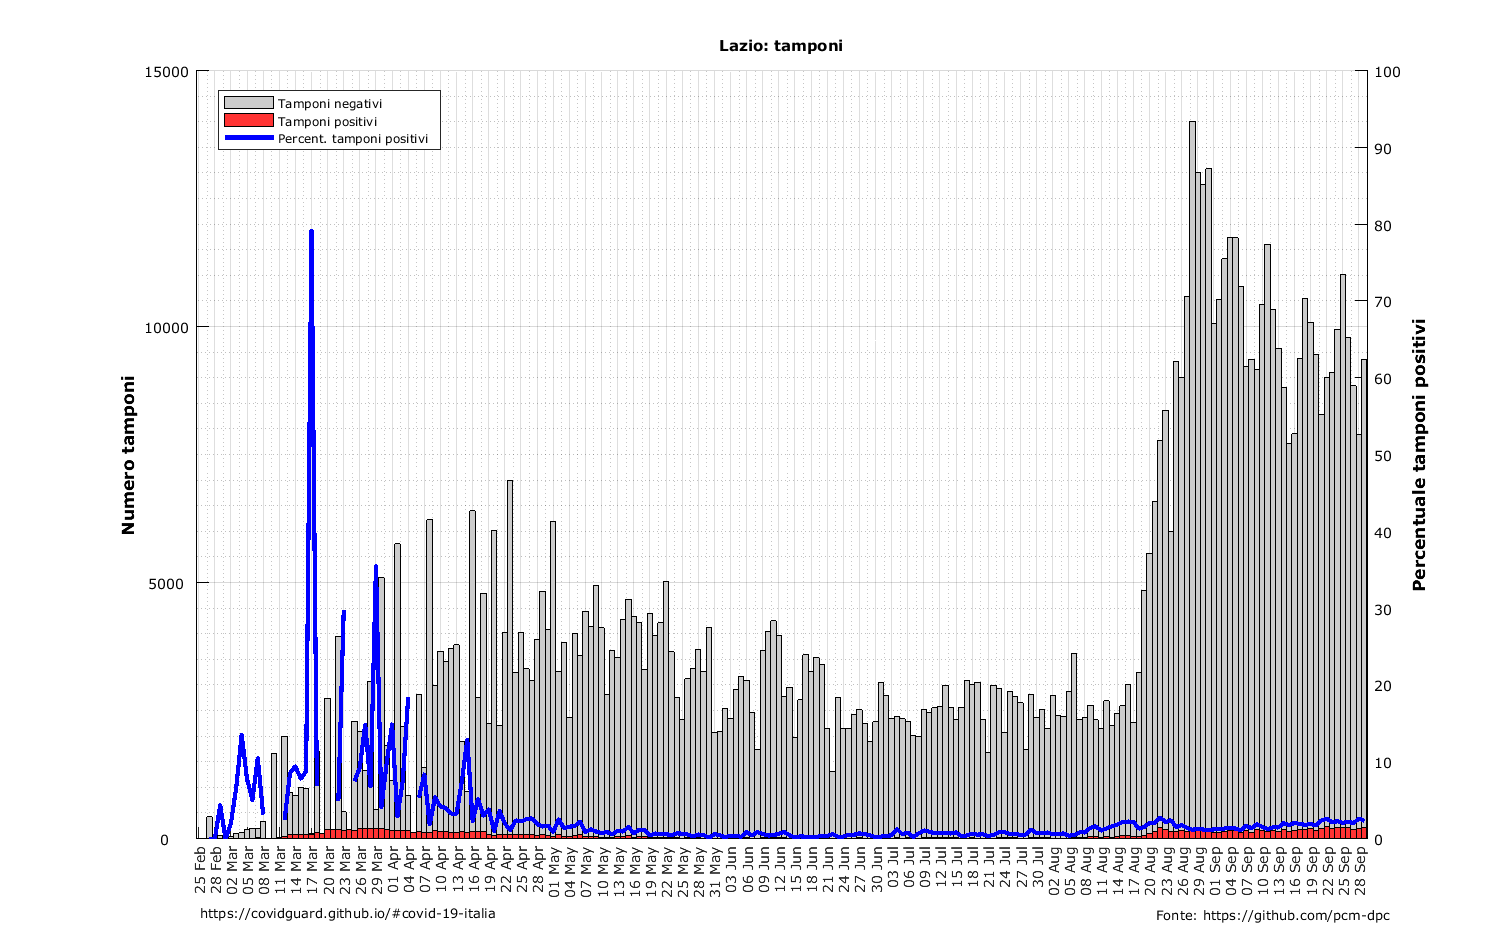 Lazio: tamponi
Tamponi negativi
Tamponi positivi
Percent. tamponi positivi
Numero tamponi
15000
10000
5000
0
Percentuale tamponi positivi
100
90
80
70
60
50
40
30
20
10
0
25 Feb
28 Feb
02 Mar
05 Mar
08 Mar
11 Mar
14 Mar
17 Mar
20 Mar
23 Mar
26 Mar
29 Mar
01 Apr
04 Apr
07 Apr
10 Apr
13 Apr
16 Apr
19 Apr
22 Apr
25 Apr
28 Apr
01 May
04 May
07 May
10 May
13 May
16 May
19 May
22 May
25 May
28 May
31 May
03 Jun
06 Jun
09 Jun
12 Jun
15 Jun
18 Jun
21 Jun
24 Jun
27 Jun
30 Jun
03 Jul
06 Jul
09 Jul
12 Jul
15 Jul
18 Jul
21 Jul
24 Jul
27 Jul
30 Jul
02 Aug
05 Aug
08 Aug
11 Aug
14 Aug
17 Aug
20 Aug
23 Aug
26 Aug
29 Aug
01 Sep
04 Sep
07 Sep
10 Sep
13 Sep
16 Sep
19 Sep
22 Sep
25 Sep
28 Sep
https://covidguard.github.io/#covid-19-italia
Fonte: https://github.com/pcm-dpc